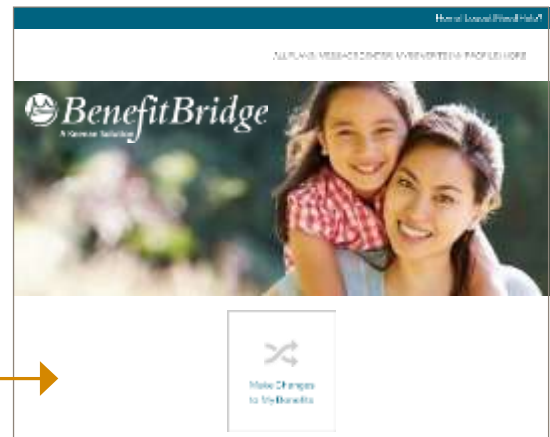 Home | Logout | Need Help?
ALL PLANS MESSAGE CENTER MY BENEFITS MY PROFILE MORE
BenefitBridge
A Keenan Solution
Make Changes
to My Benefits